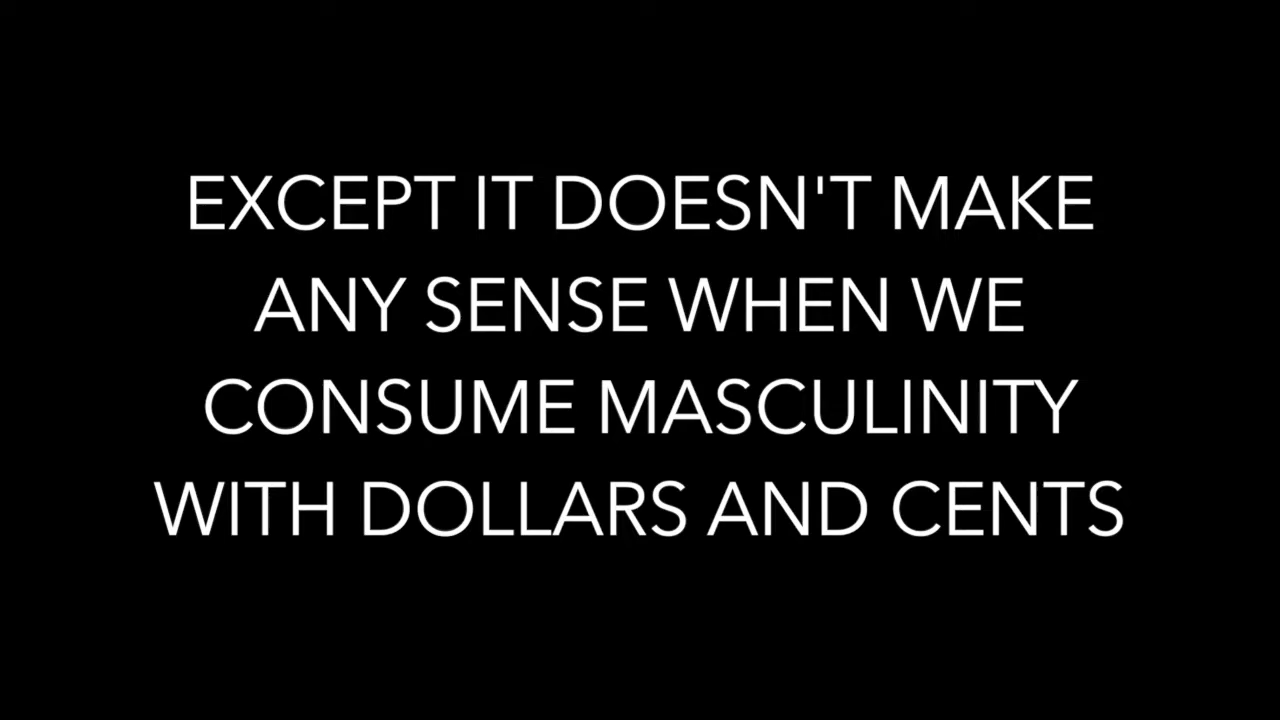 EXCEPT IT DOESN'T MAKE
ANY SENSE WHEN WE
CONSUME MASCULINITY
WITH DOLLARS AND CENTS